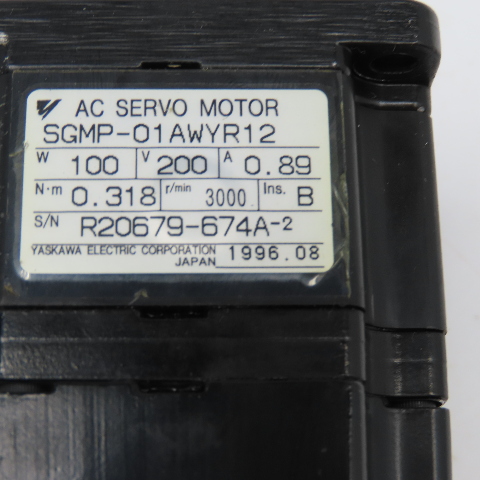 AC SERVO MOTOR
SGMP-01AWYR12
W 100 V 200 A 0.89
N·m 0.318 r/min 3000 Ins. B
S/N R20679-674A-2
YASKAWA ELECTRIC CORPORATION
JAPAN 1996.08